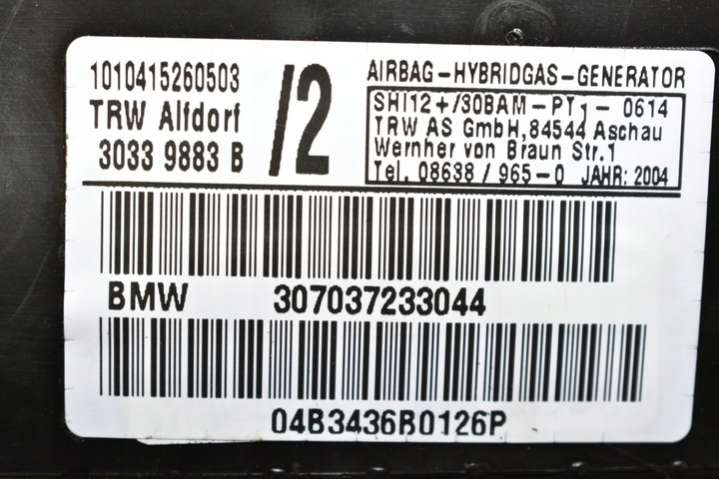 1010415260503
TRW Alfdorf
3033 9883 B
/2
AIRBAG-HYBRIDGAS-GENERATOR
SHI12+/30BAM-PT1-0614
TRW AS GmbH,84544 Aschau
Wernher von Braun Str.1
Tel. 08638 / 965-0 JAHR: 2004
BMW 307037233044
04B3436B0126P